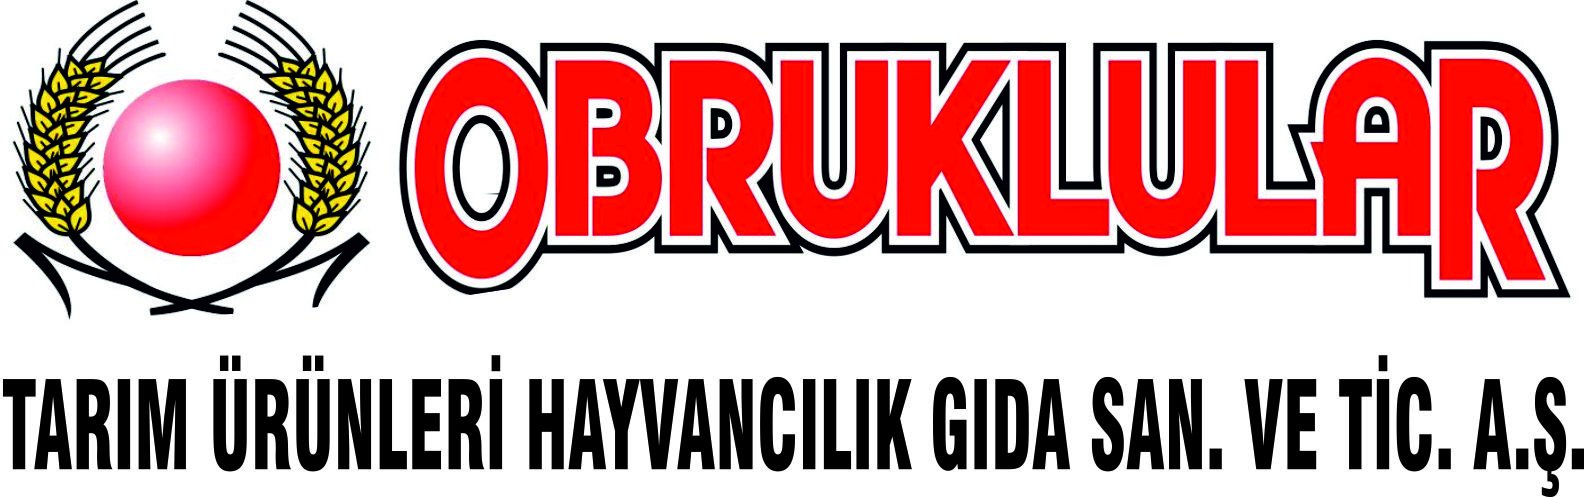 OBRUKLULAR
TARIM ÜRÜNLERİ HAYVANCILIK GIDA SAN. VE TİC. A.Ş.